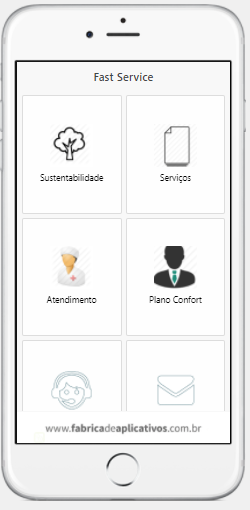 Fast Service
Sustentabilidade
Serviços
Atendimento
Plano Confort
www.fabricadeaplicativos.com.br